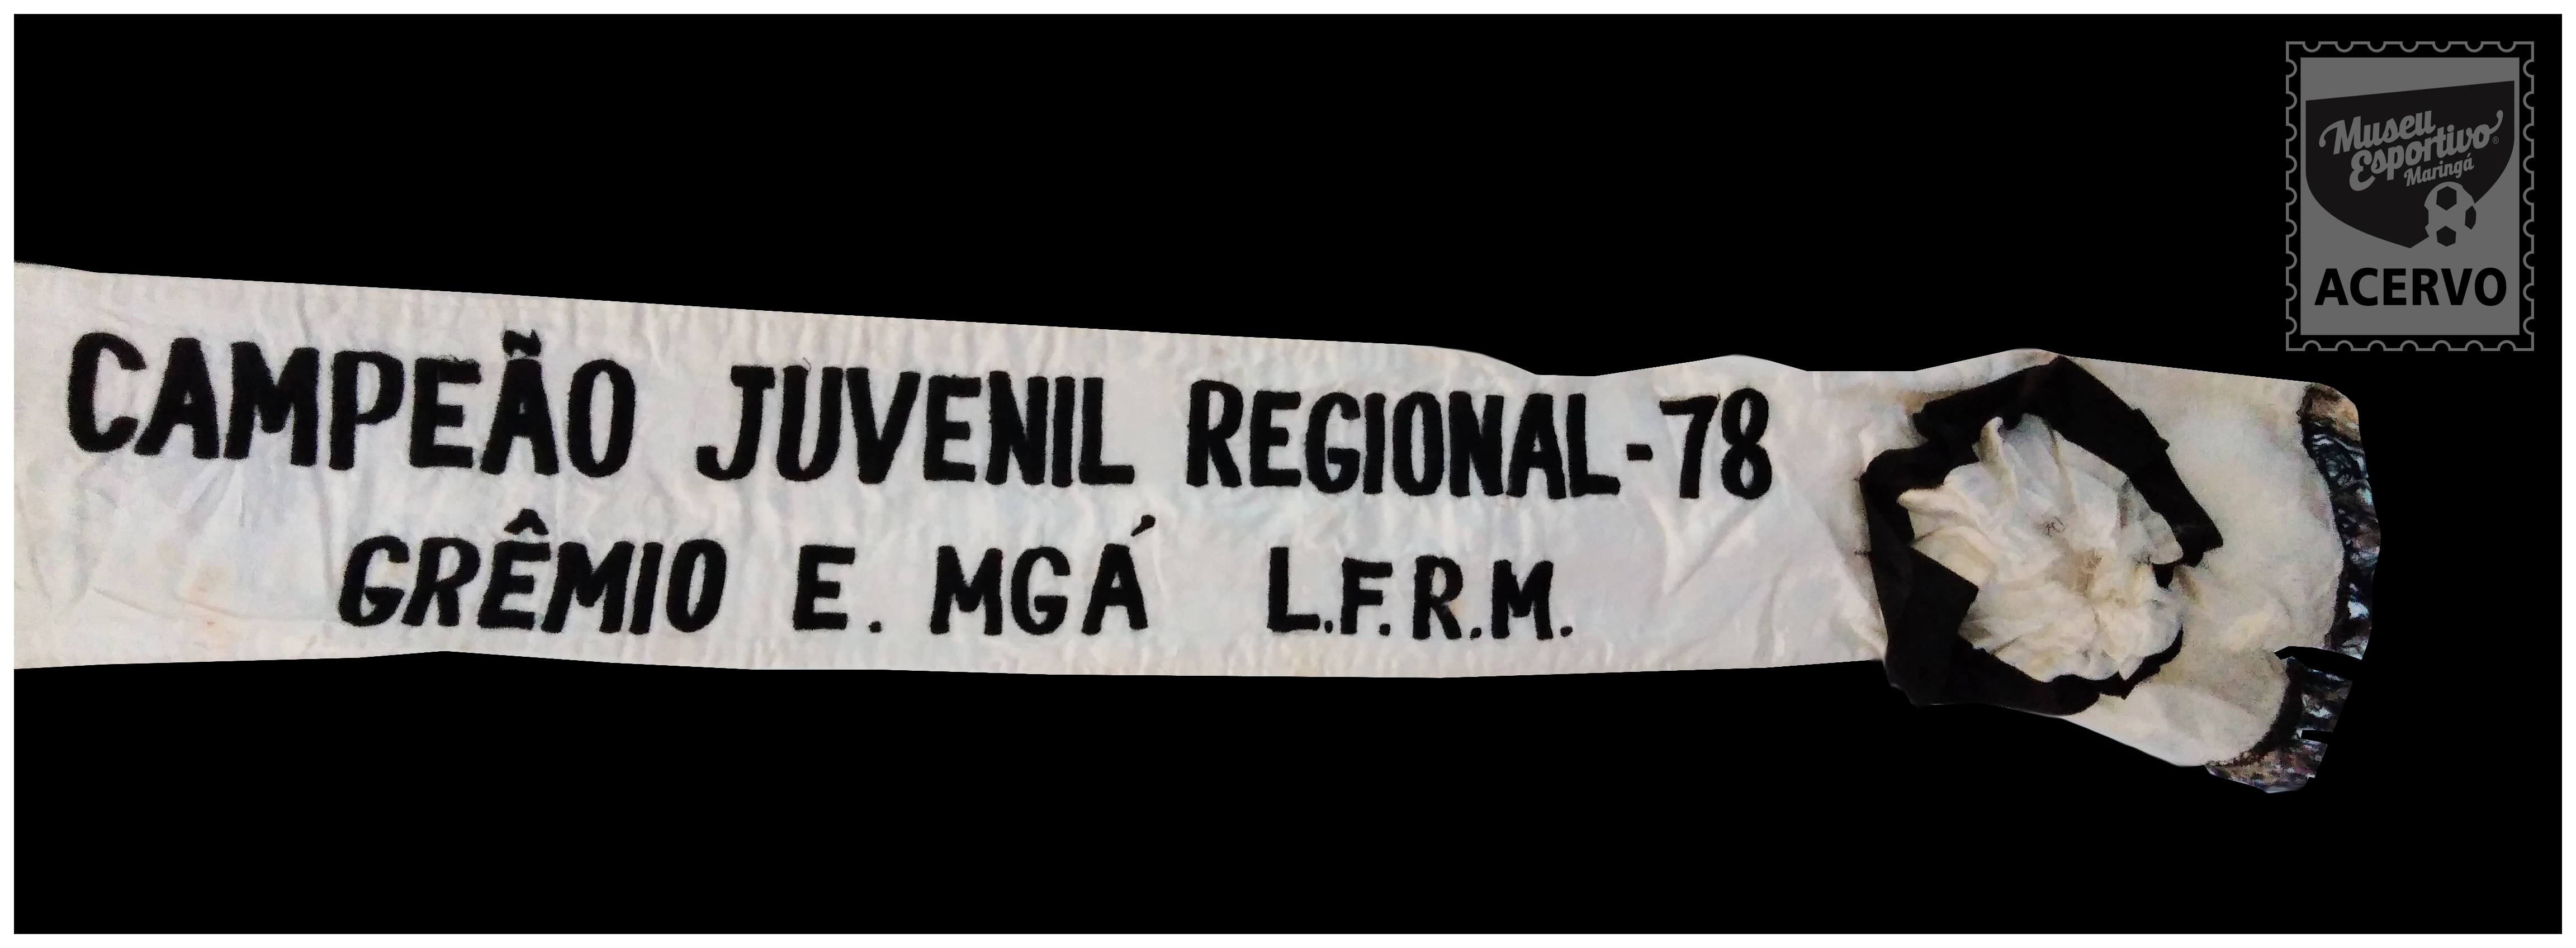 CAMPEÃO JUVENIL REGIONAL-78
GRÊMIO E. MGÁ L.F.R.M.
Museu
Esportivo®
Maringá
ACERVO